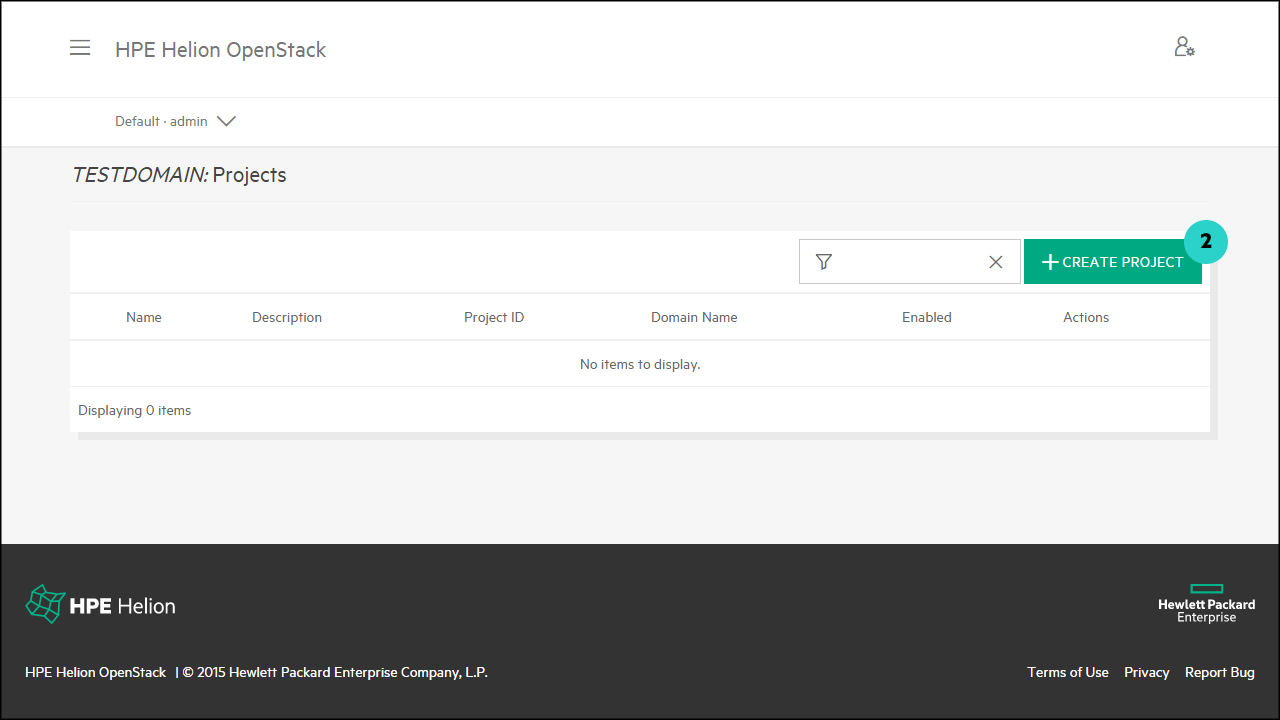 HPE Helion OpenStack
Default · admin
TESTDOMAIN: Projects
2
CREATE PROJECT
Name Description Project ID Domain Name Enabled Actions
No items to display.
Displaying 0 items
HPE Helion
Hewlett Packard
Enterprise
HPE Helion OpenStack | © 2015 Hewlett Packard Enterprise Company, L.P.
Terms of Use Privacy Report Bug